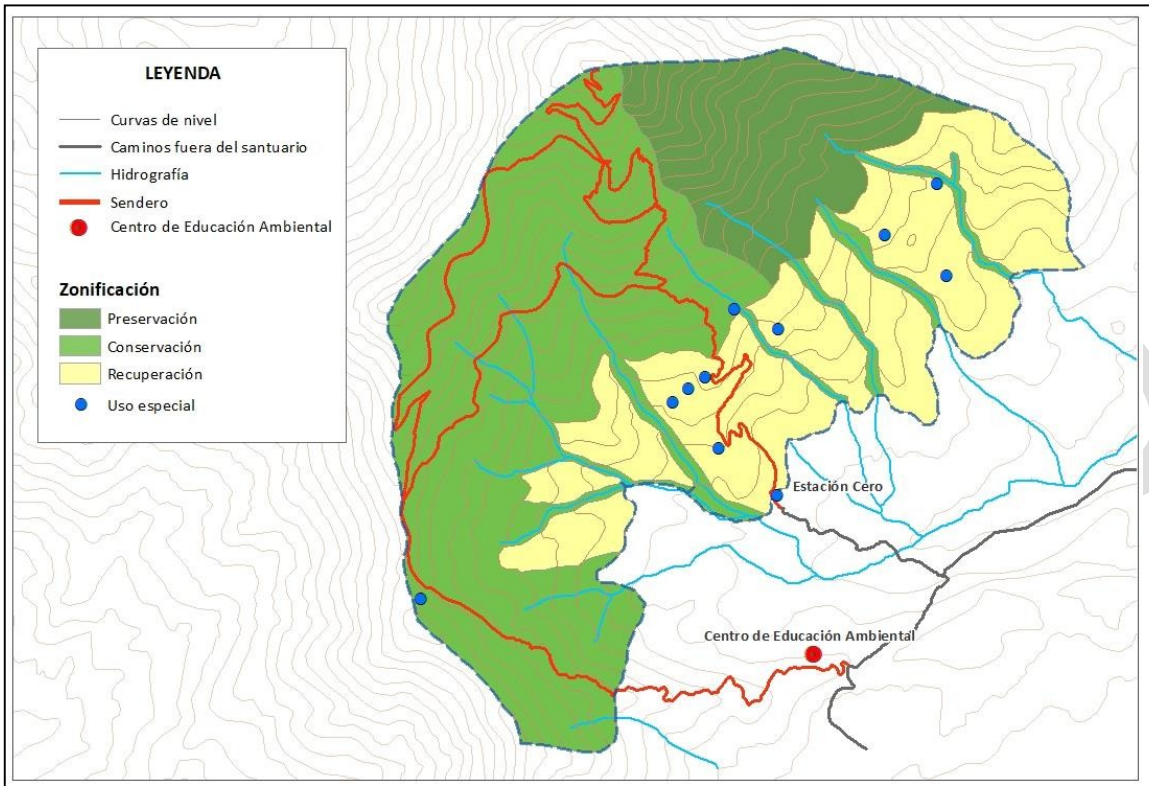 LEYENDA
Curvas de nivel
Caminos fuera del santuario
Hidrografía
Sendero
Centro de Educación Ambiental
Zonificación
Preservación
Conservación
Recuperación
Uso especial
Estación Cero
Centro de Educación Ambiental